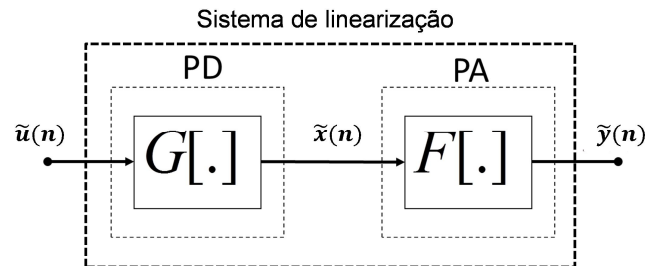 Sistema de linearização
PD
PA
ũ(n)
G[.]
x̃(n)
F[.]
ỹ(n)